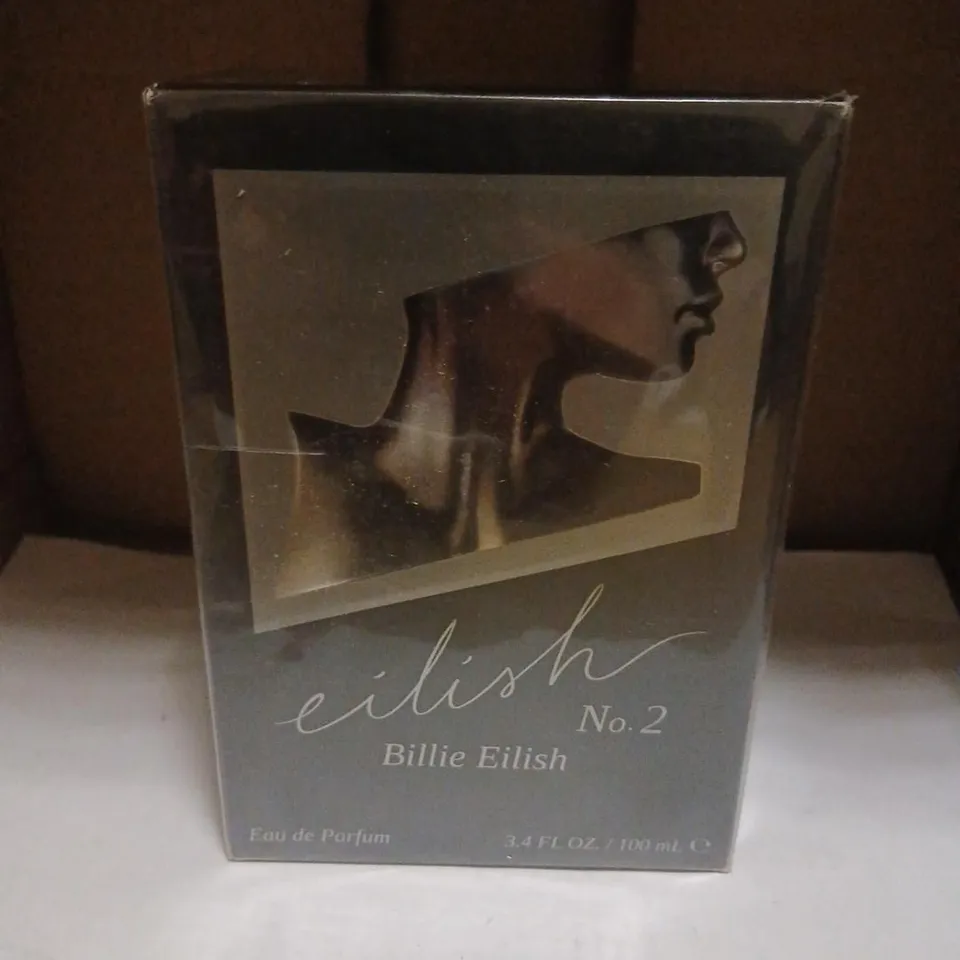 eilish
No. 2
Billie Eilish
Eau de Parfum 3.4 FL OZ. / 100 mL ℮